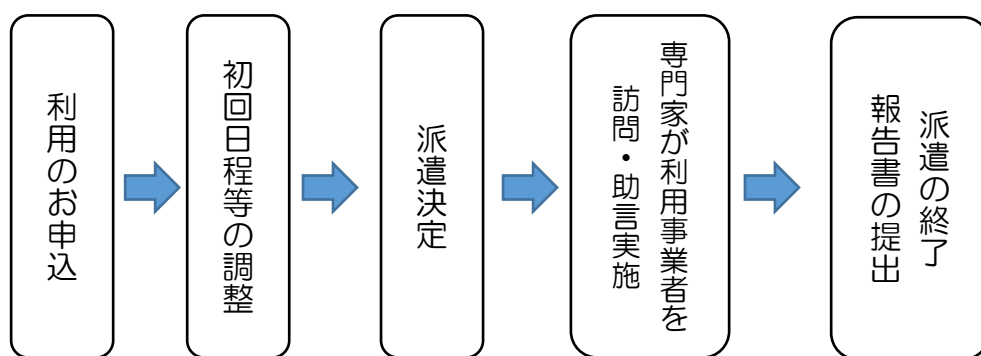 利用のお申込
初回日程等の調整
派遣決定
専門家が利用事業者を
訪問・助言実施
派遣の終了
報告書の提出